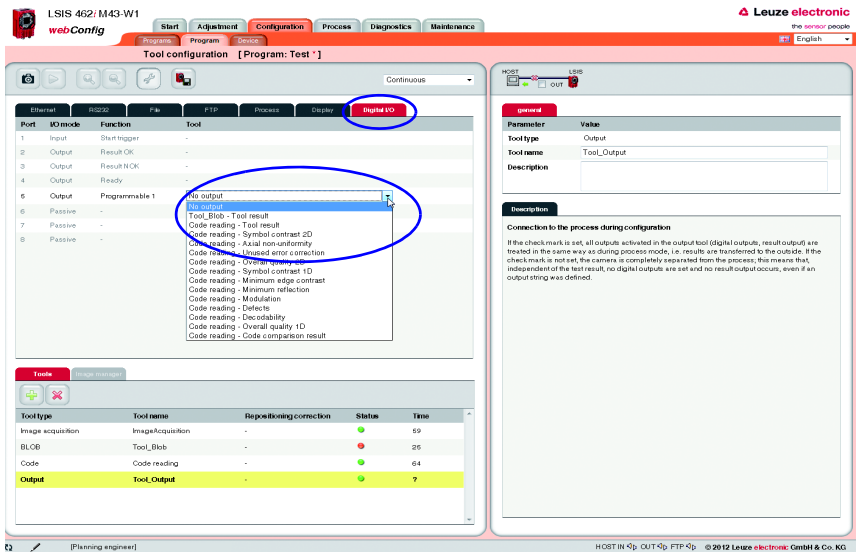 LSIS 462i M43-W1
webConfig
Leuze electronic
the sensor people
Start Adjustment Configuration Process Diagnostics Maintenance
Programs Program Device
English
Tool configuration [Program: Test *]
Continuous
HOST LSIS
OUT
Ethernet RS232 File FTP Process Display Digital I/O
Port I/O mode Function Tool
1 Input Start trigger -
2 Output Result OK -
3 Output Result NOK -
4 Output Ready -
5 Output Programmable 1 No output
6 Passive -
7 Passive -
8 Passive -
No output
Tool_Blob - Tool result
Code reading - Tool result
Code reading - Symbol contrast 2D
Code reading - Axial non-uniformity
Code reading - Unused error correction
Code reading - Overall quality 2D
Code reading - Symbol contrast 1D
Code reading - Minimum edge contrast
Code reading - Minimum reflection
Code reading - Modulation
Code reading - Defects
Code reading - Decodability
Code reading - Overall quality 1D
Code reading - Code comparison result
general
Parameter Value
Tool type Output
Tool name Tool_Output
Description
Description
Connection to the process during configuration
If the check mark is set, all outputs activated in the output tool (digital outputs, result output) are
treated in the same way as during process mode, i.e. results are transferred to the outside. If the
check mark is not set, the camera is completely separated from the process; this means that,
independent of the test result, no digital outputs are set and no result output occurs, even if an
output string was defined.
Tools Image manager
Tool type Tool name Repositioning correction Status Time
Image acquisition ImageAcquisition - 59
BLOB Tool_Blob - 26
Code Code reading - 64
Output Tool_Output - ?
[Planning engineer]
HOST IN OUT FTP © 2012 Leuze electronic GmbH & Co. KG